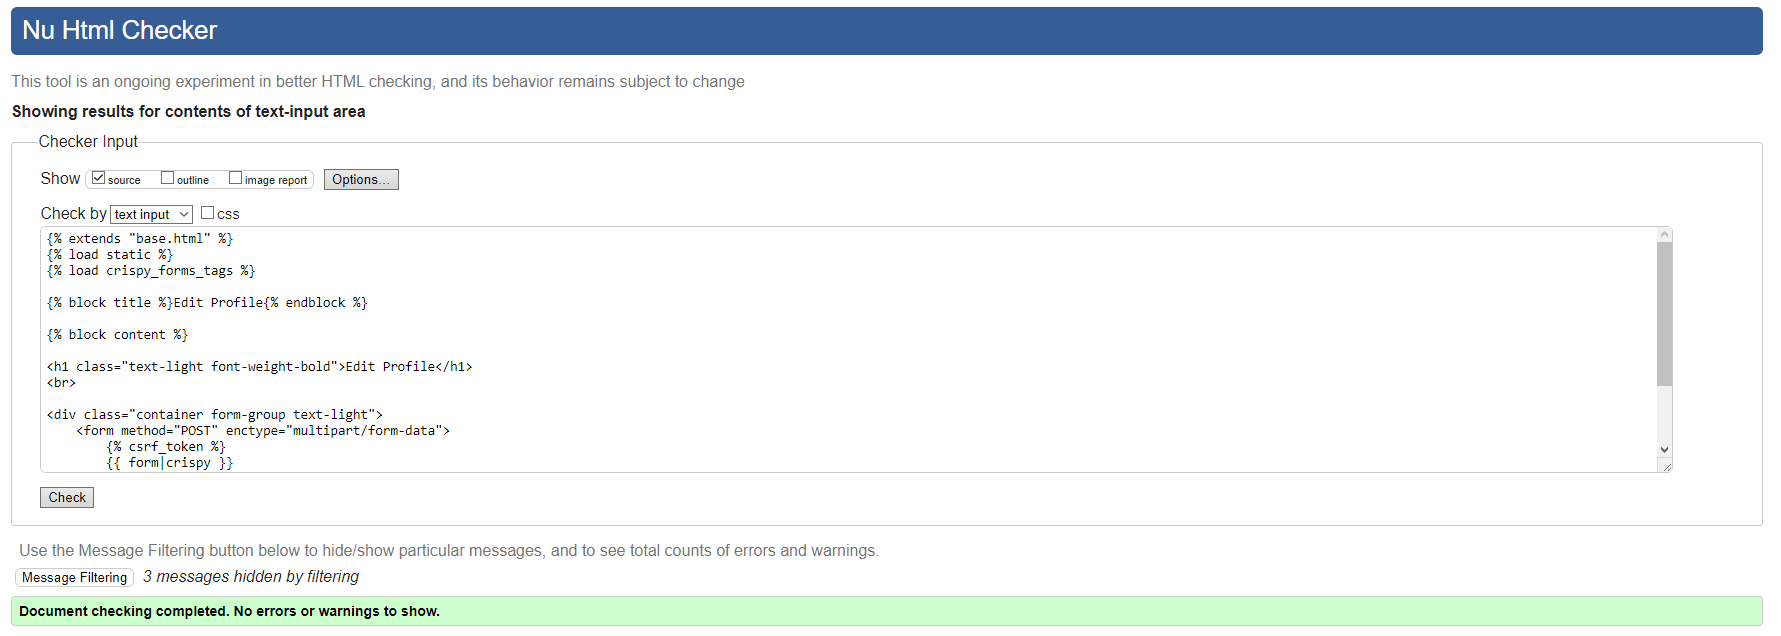 Nu Html Checker
This tool is an ongoing experiment in better HTML checking, and its behavior remains subject to change
Showing results for contents of text-input area
Checker Input
Show source outline image report Options...
Check by text input css
{% extends "base.html" %}
{% load static %}
{% load crispy_forms_tags %}
{% block title %}Edit Profile{% endblock %}
{% block content %}
<h1 class="text-light font-weight-bold">Edit Profile</h1>
<br>
<div class="container form-group text-light">
<form method="POST" enctype="multipart/form-data">
{% csrf_token %}
{{ form|crispy }}
Check
Use the Message Filtering button below to hide/show particular messages, and to see total counts of errors and warnings.
Message Filtering 3 messages hidden by filtering
Document checking completed. No errors or warnings to show.